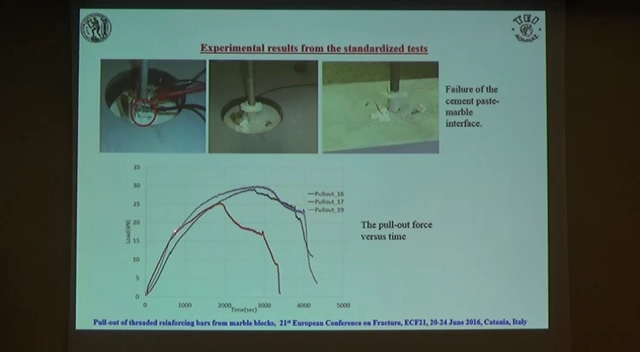 Experimental results from the standardized tests
Failure of the
cement paste-
marble
interface.
35
30
25
20
15
10
5
0
Load(kN)
Pullout_16
Pullout_17
Pullout_19
0 1000 2000 3000 4000 5000
Time(sec)
The pull-out force
versus time
Pull-out of threaded reinforcing bars from marble blocks, 21st European Conference on Fracture, ECF21, 20-24 June 2016, Catania, Italy